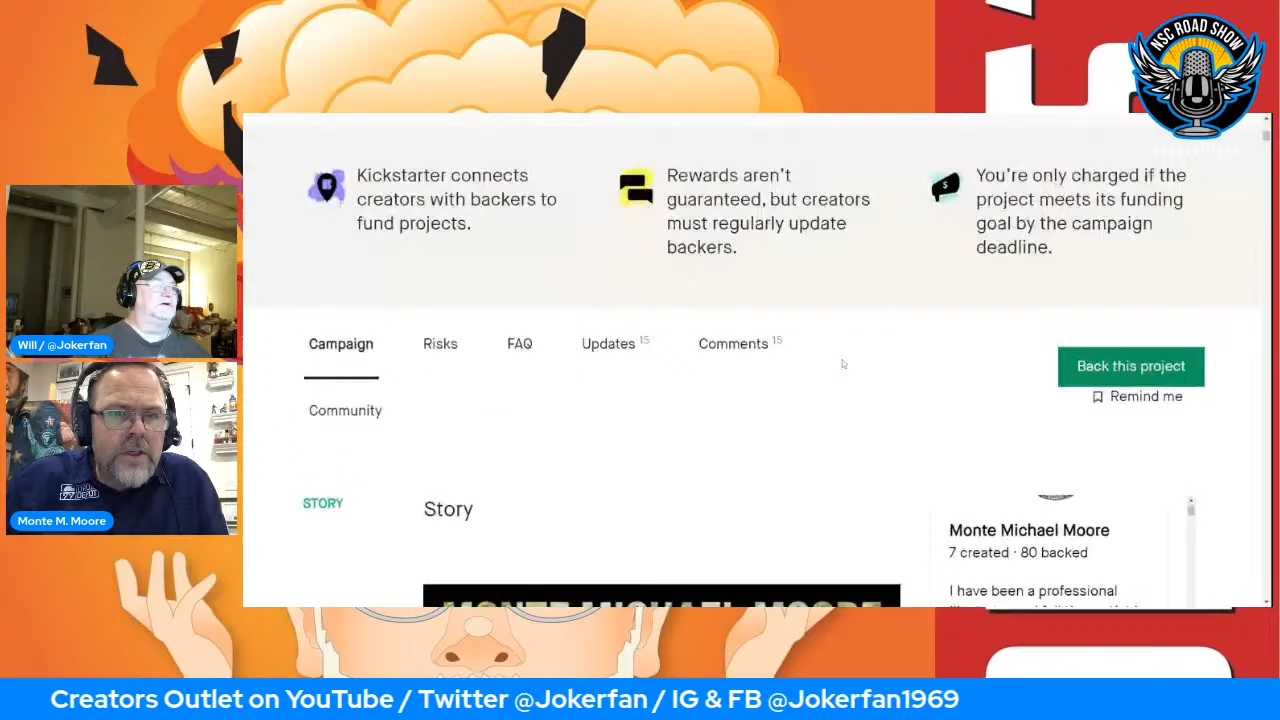 NSC ROAD SHOW
Kickstarter connects
creators with backers to
fund projects.
Rewards aren't
guaranteed, but creators
must regularly update
backers.
You're only charged if the
project meets its funding
goal by the campaign
deadline.
Campaign
Risks
FAQ
Updates 15
Comments 15
Back this project
Remind me
Community
STORY
Story
Monte Michael Moore
7 created · 80 backed
I have been a professional
MONTE MICHAEL MOORE
Will / @Jokerfan
Monte M. Moore
Creators Outlet on YouTube / Twitter @Jokerfan / IG & FB @Jokerfan1969